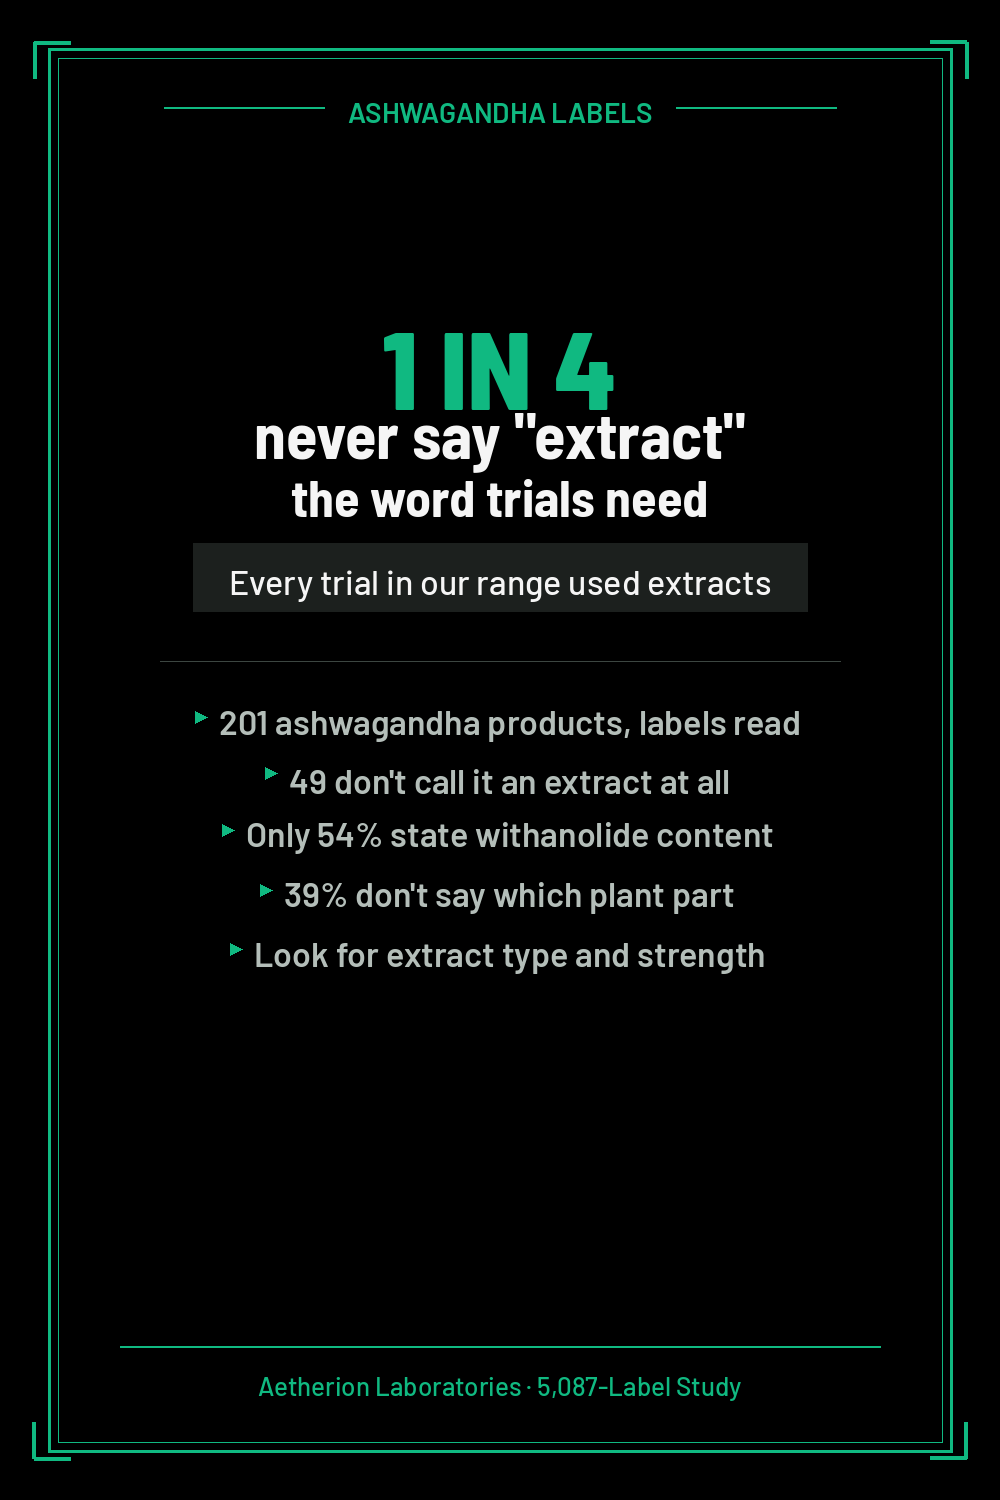 ASHWAGANDHA LABELS
1 IN 4
never say "extract"
the word trials need
Every trial in our range used extracts
201 ashwagandha products, labels read
49 don't call it an extract at all
Only 54% state withanolide content
39% don't say which plant part
Look for extract type and strength
Aetherion Laboratories · 5,087-Label Study